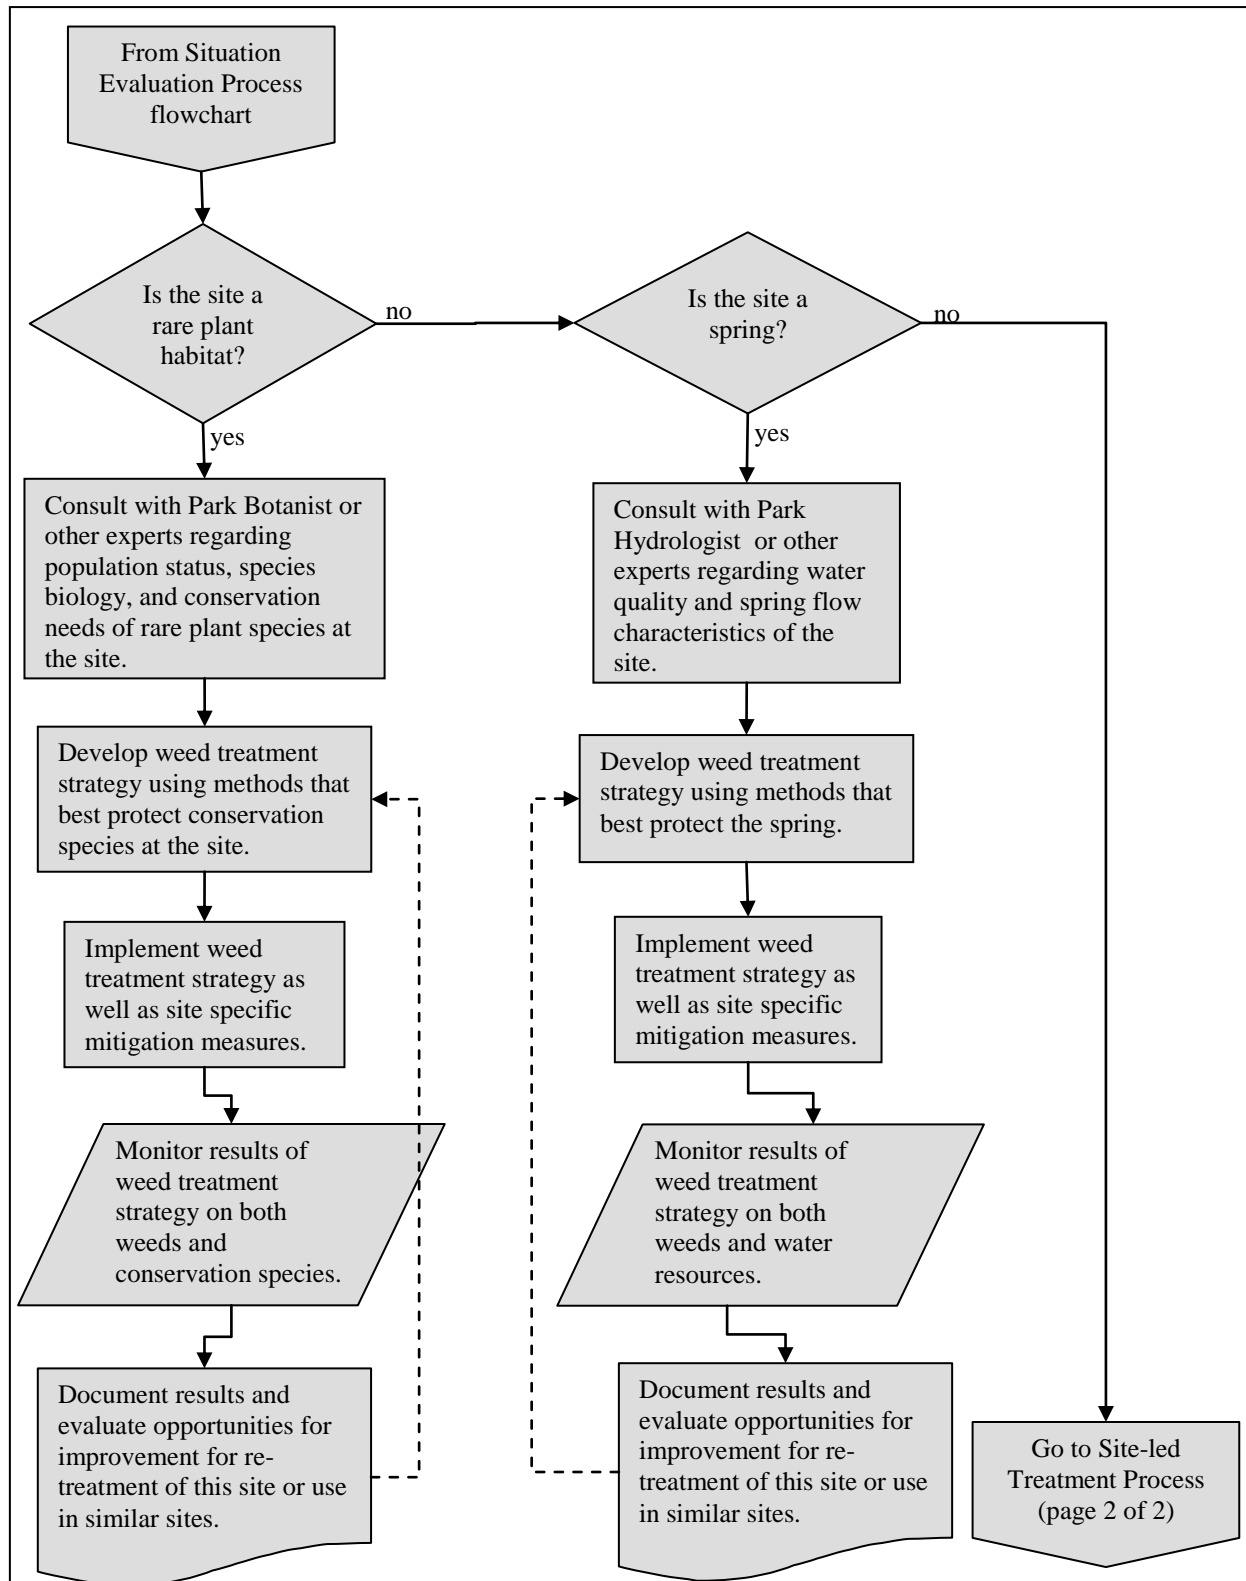 From Situation
Evaluation Process
flowchart
Is the site a
rare plant
habitat?
no
Is the site a
spring?
no
yes
Consult with Park Botanist or
other experts regarding
population status, species
biology, and conservation
needs of rare plant species at
the site.
Develop weed treatment
strategy using methods that
best protect conservation
species at the site.
Implement weed
treatment strategy as
well as site specific
mitigation measures.
Monitor results of
weed treatment
strategy on both
weeds and
conservation species.
Document results and
evaluate opportunities for
improvement for re-
treatment of this site or use
in similar sites.
yes
Consult with Park
Hydrologist  or other
experts regarding water
quality and spring flow
characteristics of the
site.
Develop weed treatment
strategy using methods that
best protect the spring.
Implement weed
treatment strategy as
well as site specific
mitigation measures.
Monitor results of
weed treatment
strategy on both
weeds and water
resources.
Document results and
evaluate opportunities for
improvement for re-
treatment of this site or use
in similar sites.
Go to Site-led
Treatment Process
(page 2 of 2)